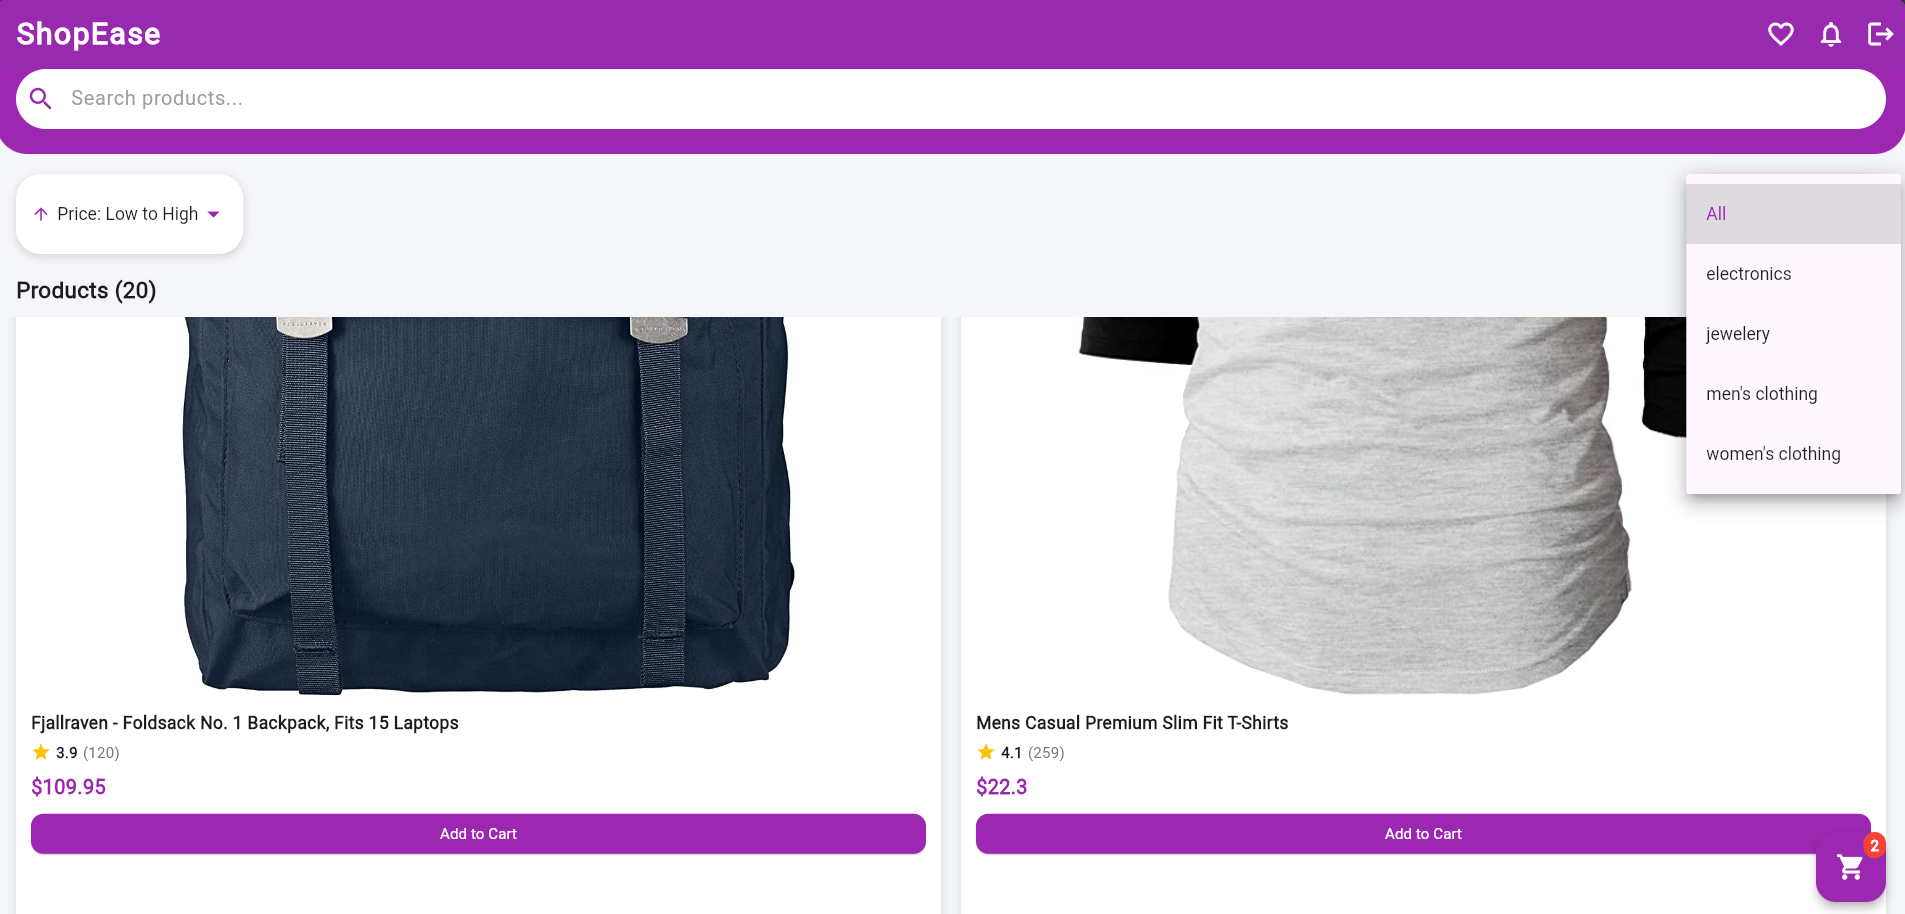 ShopEase
Search products...
Price: Low to High
All
electronics
jewelery
men's clothing
women's clothing
Products (20)
Fjallraven - Foldsack No. 1 Backpack, Fits 15 Laptops
3.9 (120)
$109.95
Add to Cart
Mens Casual Premium Slim Fit T-Shirts
4.1 (259)
$22.3
Add to Cart
2